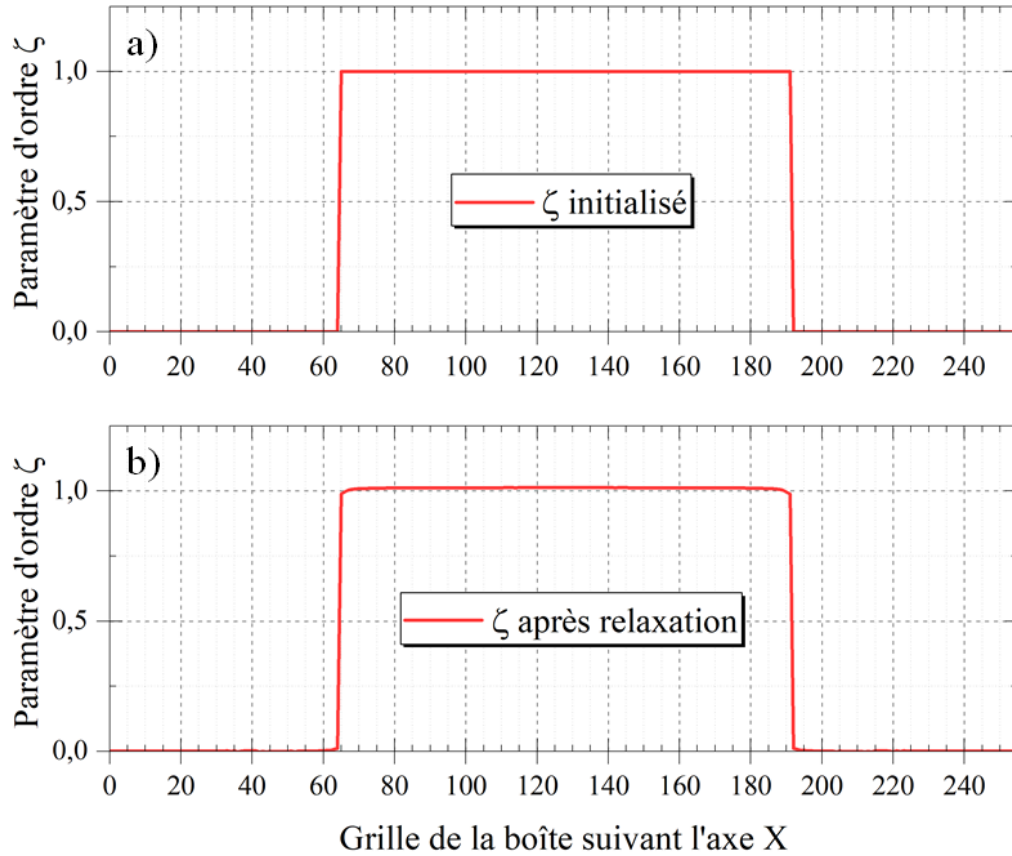 a)
Paramètre d'ordre ζ
1,0
0,5
0,0
ζ initialisé
0 20 40 60 80 100 120 140 160 180 200 220 240
b)
Paramètre d'ordre ζ
1,0
0,5
0,0
ζ après relaxation
0 20 40 60 80 100 120 140 160 180 200 220 240
Grille de la boîte suivant l'axe X